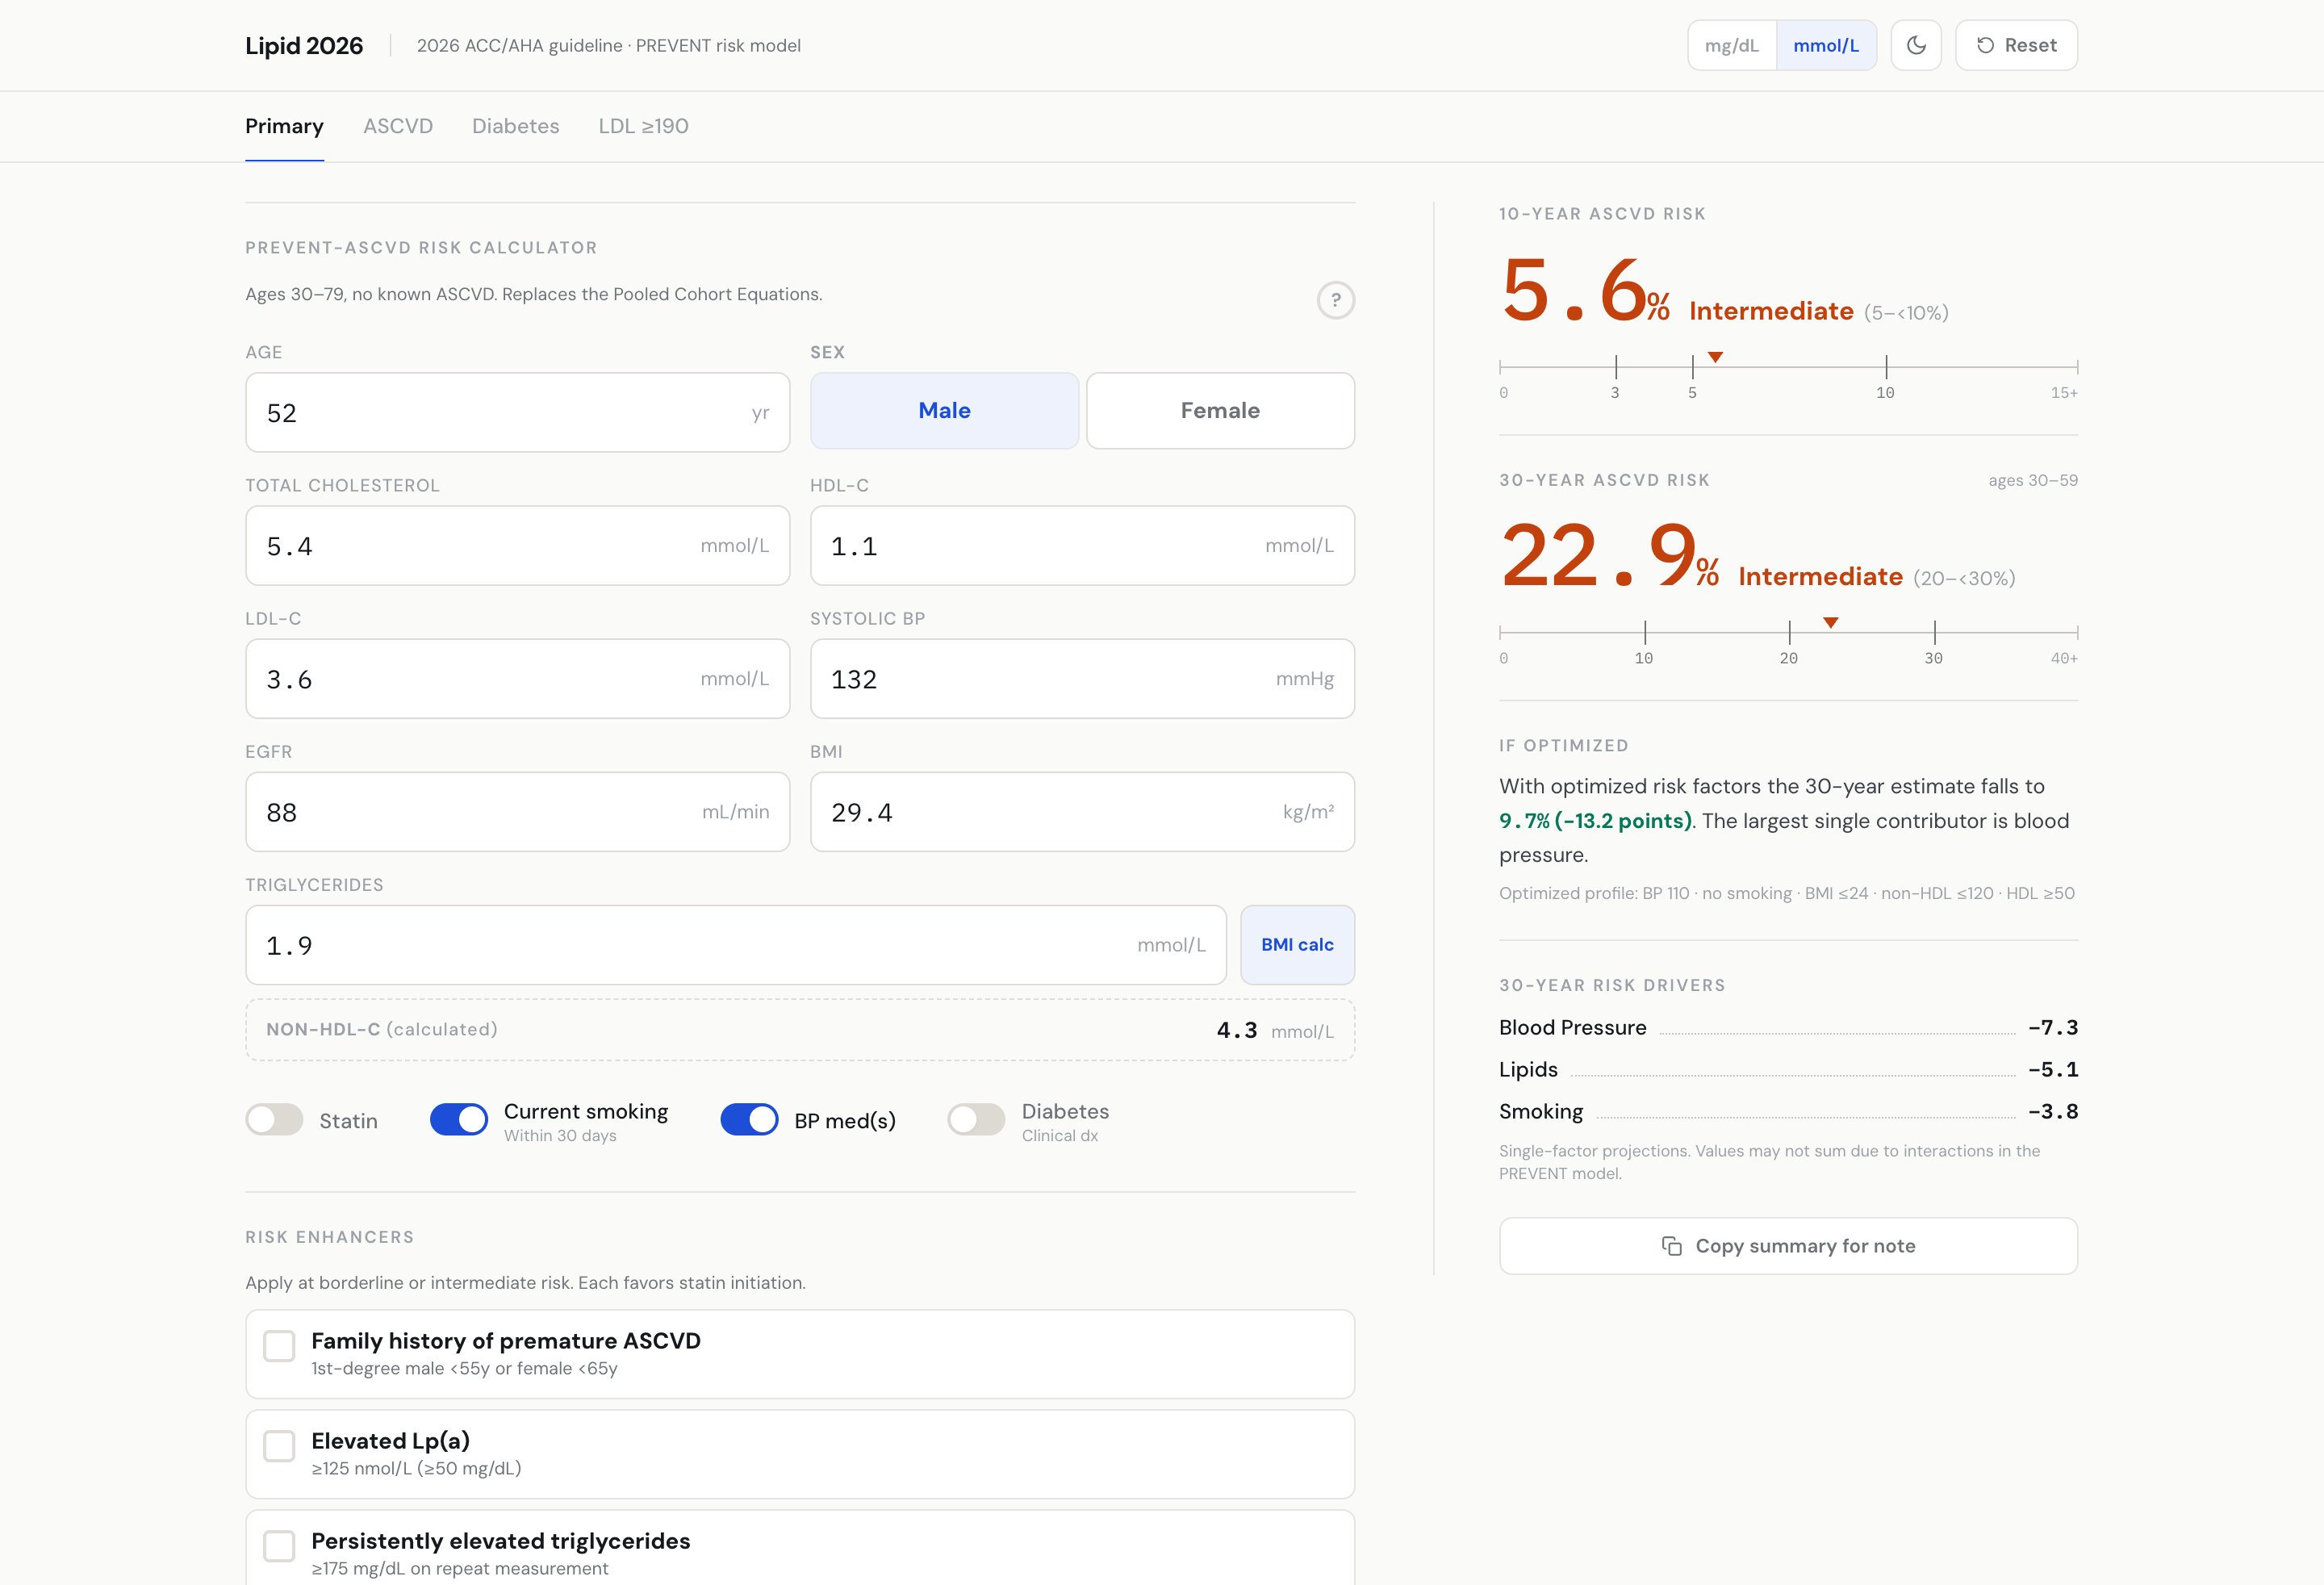 Lipid 2026
2026 ACC/AHA guideline · PREVENT risk model
mg/dL
mmol/L
Reset
Primary
ASCVD
Diabetes
LDL ≥190
PREVENT-ASCVD RISK CALCULATOR
Ages 30–79, no known ASCVD. Replaces the Pooled Cohort Equations.
?
AGE
52 yr
SEX
Male
Female
TOTAL CHOLESTEROL
5.4 mmol/L
HDL-C
1.1 mmol/L
LDL-C
3.6 mmol/L
SYSTOLIC BP
132 mmHg
EGFR
88 mL/min
BMI
29.4 kg/m²
TRIGLYCERIDES
1.9 mmol/L
BMI calc
NON-HDL-C (calculated) 4.3 mmol/L
Statin
Current smoking
Within 30 days
BP med(s)
Diabetes
Clinical dx
RISK ENHANCERS
Apply at borderline or intermediate risk. Each favors statin initiation.
Family history of premature ASCVD
1st-degree male <55y or female <65y
Elevated Lp(a)
≥125 nmol/L (≥50 mg/dL)
Persistently elevated triglycerides
≥175 mg/dL on repeat measurement
10-YEAR ASCVD RISK
5.6% Intermediate (5–<10%)
0 3 5 10 15+
30-YEAR ASCVD RISK ages 30–59
22.9% Intermediate (20–<30%)
0 10 20 30 40+
IF OPTIMIZED
With optimized risk factors the 30-year estimate falls to
9.7% (−13.2 points). The largest single contributor is blood
pressure.
Optimized profile: BP 110 · no smoking · BMI ≤24 · non-HDL ≤120 · HDL ≥50
30-YEAR RISK DRIVERS
Blood Pressure −7.3
Lipids −5.1
Smoking −3.8
Single-factor projections. Values may not sum due to interactions in the
PREVENT model.
Copy summary for note